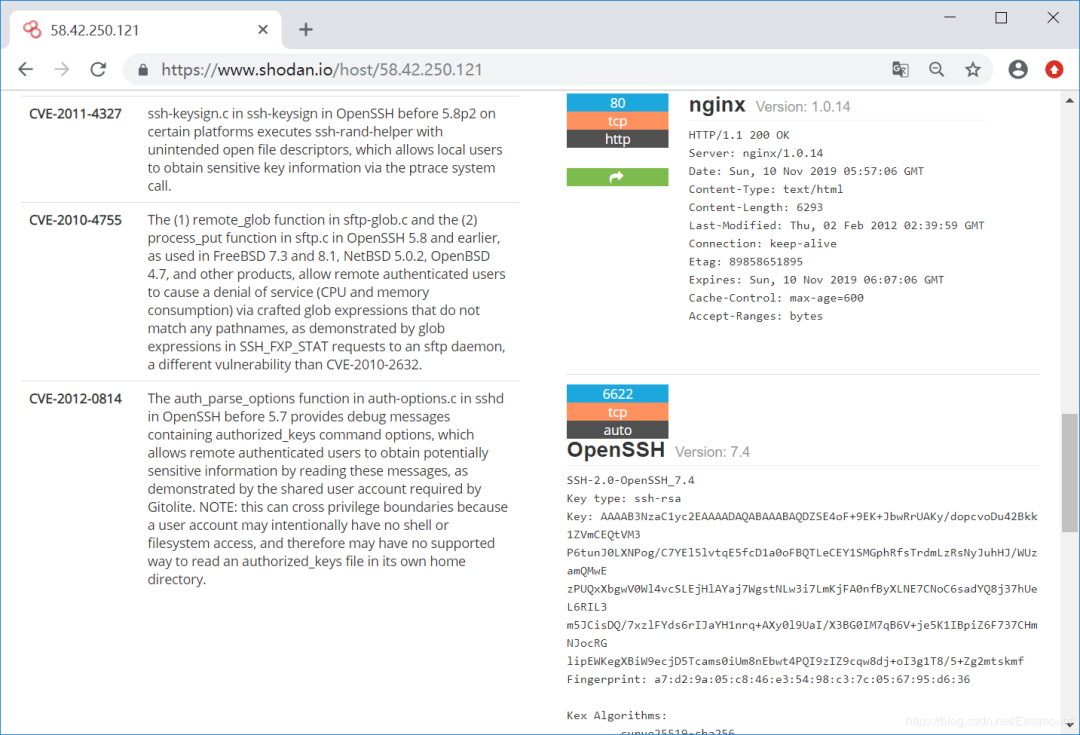 58.42.250.121
https://www.shodan.io/host/58.42.250.121
CVE-2011-4327
ssh-keysign.c in ssh-keysign in OpenSSH before 5.8p2 on
certain platforms executes ssh-rand-helper with
unintended open file descriptors, which allows local users
to obtain sensitive key information via the ptrace system
call.
CVE-2010-4755
The (1) remote_glob function in sftp-glob.c and the (2)
process_put function in sftp.c in OpenSSH 5.8 and earlier,
as used in FreeBSD 7.3 and 8.1, NetBSD 5.0.2, OpenBSD
4.7, and other products, allow remote authenticated users
to cause a denial of service (CPU and memory
consumption) via crafted glob expressions that do not
match any pathnames, as demonstrated by glob
expressions in SSH_FXP_STAT requests to an sftp daemon,
a different vulnerability than CVE-2010-2632.
CVE-2012-0814
The auth_parse_options function in auth-options.c in sshd
in OpenSSH before 5.7 provides debug messages
containing authorized_keys command options, which
allows remote authenticated users to obtain potentially
sensitive information by reading these messages, as
demonstrated by the shared user account required by
Gitolite. NOTE: this can cross privilege boundaries because
a user account may intentionally have no shell or
filesystem access, and therefore may have no supported
way to read an authorized_keys file in its own home
directory.
80
tcp
http
nginx Version: 1.0.14
HTTP/1.1 200 OK
Server: nginx/1.0.14
Date: Sun, 10 Nov 2019 05:57:06 GMT
Content-Type: text/html
Content-Length: 6293
Last-Modified: Thu, 02 Feb 2012 02:39:59 GMT
Connection: keep-alive
Etag: 89858651895
Expires: Sun, 10 Nov 2019 06:07:06 GMT
Cache-Control: max-age=600
Accept-Ranges: bytes
6622
tcp
auto
OpenSSH Version: 7.4
SSH-2.0-OpenSSH_7.4
Key type: ssh-rsa
Key: AAAAB3NzaC1yc2EAAAADAQABAAABAQDZSE4oF+9EK+JbwRrUAKy/dopcvoDu42Bkk
1ZVmCEQtVM3
P6tunJ0LXNPog/C7YEl5lvtqE5fcD1a0oFBQTLeCEY1SMGphRfsTrdmLzRsNyJuhHJ/WUz
amQMwE
zPUQxXbgwV0Wl4vcSLEjHlAYaj7WgstNLw3i7LmKjFA0nfByXLNE7CNoC6sadYQ8j37hUe
L6RIL3
m5JCisDQ/7xzlFYds6rIJaYH1nrq+AXy0l9UaI/X3BG0IM7qB6V+je5K1IBpiZ6F737CHm
NJocRG
lipEWKegXBiW9ecjD5Tcams0iUm8nEbwt4PQI9zIZ9cqw8dj+oI3g1T8/5+Zg2mtskmf
Fingerprint: a7:d2:9a:05:c8:46:e3:54:98:c3:7c:05:67:95:d6:36
Kex Algorithms:
curve25519-sha256